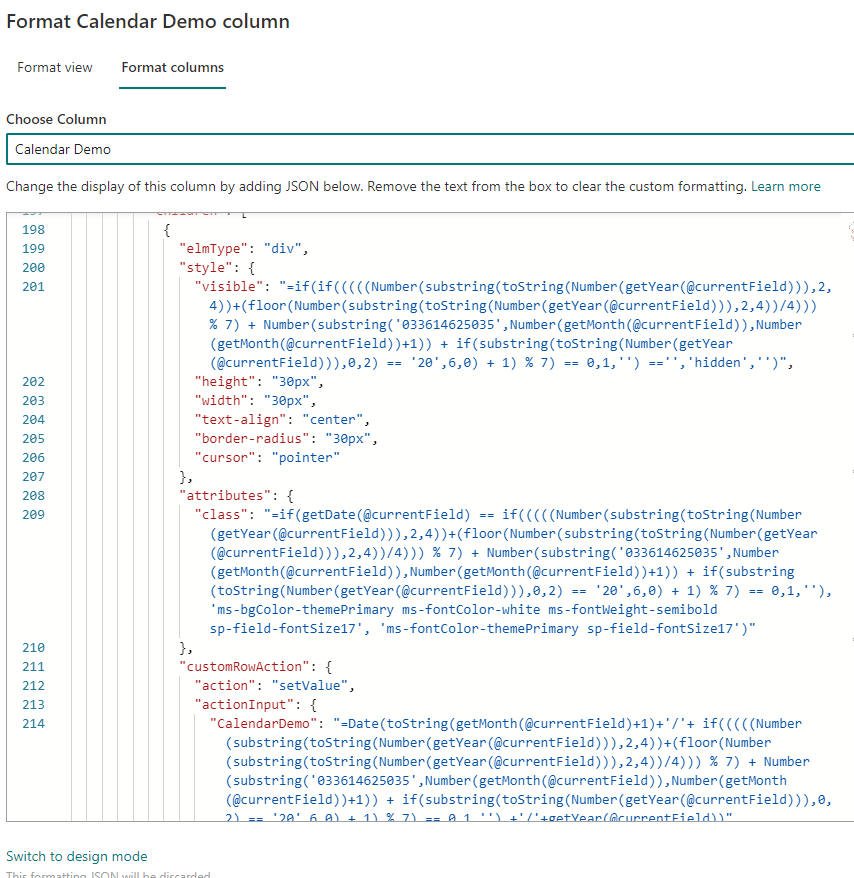 Format Calendar Demo column
Format view
Format columns
Choose Column
Calendar Demo
Change the display of this column by adding JSON below. Remove the text from the box to clear the custom formatting. Learn more
197 "children": [
198 {
199 "elmType": "div",
200 "style": {
201 "visible": "=if(if(((((Number(substring(toString(Number(getYear(@currentField))),2,
4))+(floor(Number(substring(toString(Number(getYear(@currentField))),2,4))/4)))
% 7) + Number(substring('033614625035',Number(getMonth(@currentField)),Number
(getMonth(@currentField))+1)) + if(substring(toString(Number(getYear
(@currentField))),0,2) == '20',6,0) + 1) % 7) == 0,1,'') =='','hidden','')",
202 "height": "30px",
203 "width": "30px",
204 "text-align": "center",
205 "border-radius": "30px",
206 "cursor": "pointer"
207 },
208 "attributes": {
209 "class": "=if(getDate(@currentField) == if(((((Number(substring(toString(Number
(getYear(@currentField))),2,4))+(floor(Number(substring(toString(Number(getYear
(@currentField))),2,4))/4))) % 7) + Number(substring('033614625035',Number
(getMonth(@currentField)),Number(getMonth(@currentField))+1)) + if(substring
(toString(Number(getYear(@currentField))),0,2) == '20',6,0) + 1) % 7) == 0,1,''),
'ms-bgColor-themePrimary ms-fontColor-white ms-fontWeight-semibold
sp-field-fontSize17', 'ms-fontColor-themePrimary sp-field-fontSize17')"
210 },
211 "customRowAction": {
212 "action": "setValue",
213 "actionInput": {
214 "CalendarDemo": "=Date(toString(getMonth(@currentField)+1)+'/'+ if(((((Number
(substring(toString(Number(getYear(@currentField))),2,4))+(floor(Number
(substring(toString(Number(getYear(@currentField))),2,4))/4))) % 7) + Number
(substring('033614625035',Number(getMonth(@currentField)),Number(getMonth
(@currentField))+1)) + if(substring(toString(Number(getYear(@currentField))),0,
2) == '20',6,0) + 1) % 7) == 0,1,'') +'/'+getYear(@currentField))"
Switch to design mode
This formatting JSON will be discarded